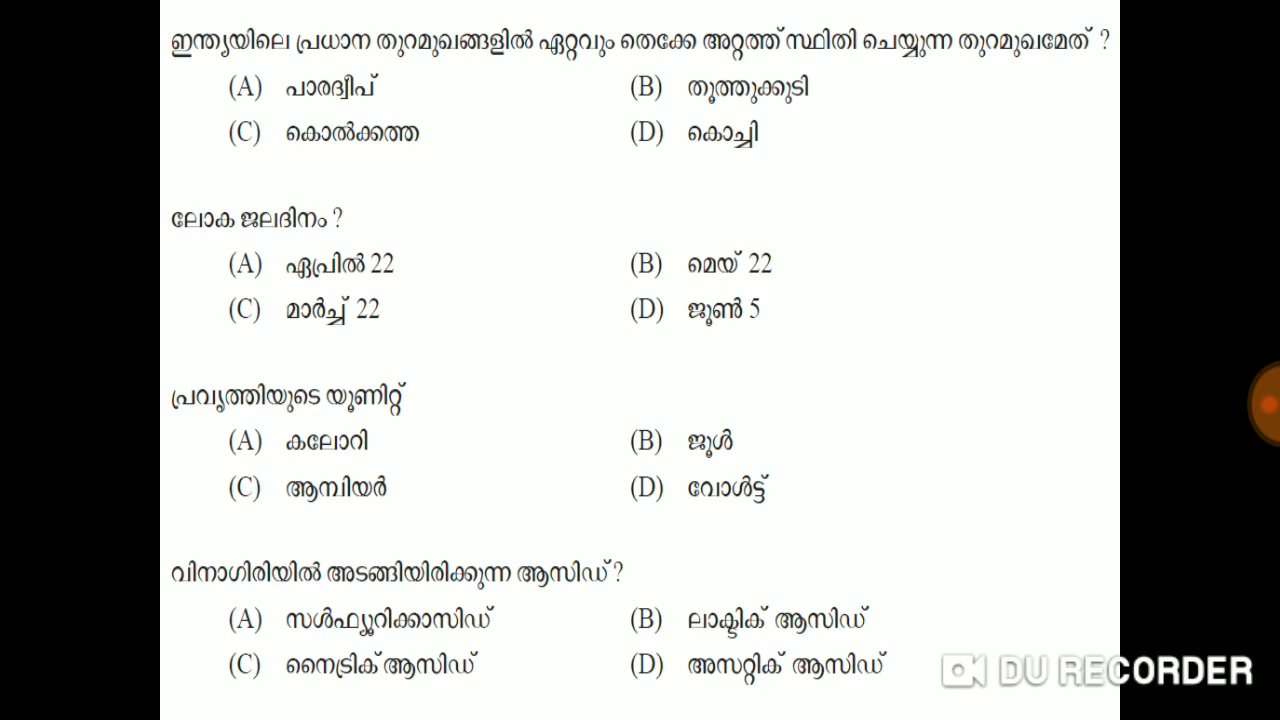 ഇന്ത്യയിലെ പ്രധാന തുറമുഖങ്ങളിൽ ഏറ്റവും തെക്കേ അറ്റത്ത് സ്ഥിതി ചെയ്യുന്ന തുറമുഖമേത് ?
(A) പാരദ്വീപ് (B) തൂത്തുക്കുടി
(C) കൊൽക്കത്ത (D) കൊച്ചി
ലോക ജലദിനം ?
(A) ഏപ്രിൽ 22 (B) മെയ് 22
(C) മാർച്ച് 22 (D) ജൂൺ 5
പ്രവൃത്തിയുടെ യൂണിറ്റ്
(A) കലോറി (B) ജൂൾ
(C) ആമ്പിയർ (D) വോൾട്ട്
വിനാഗിരിയിൽ അടങ്ങിയിരിക്കുന്ന ആസിഡ് ?
(A) സൾഫ്യൂറിക്കാസിഡ് (B) ലാക്ടിക് ആസിഡ്
(C) നൈട്രിക് ആസിഡ് (D) അസറ്റിക് ആസിഡ്
DU RECORDER